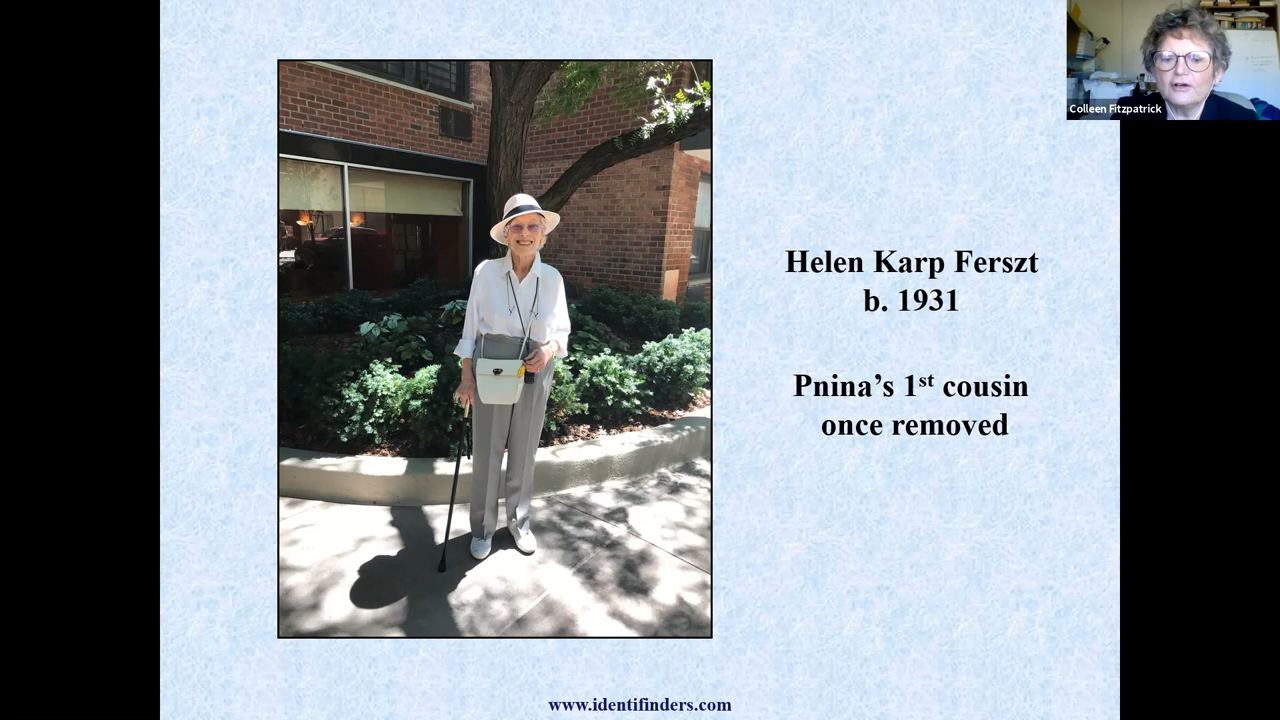 Colleen Fitzpatrick
Helen Karp Ferszt
b. 1931
Pnina’s 1st cousin
once removed
www.identifinders.com